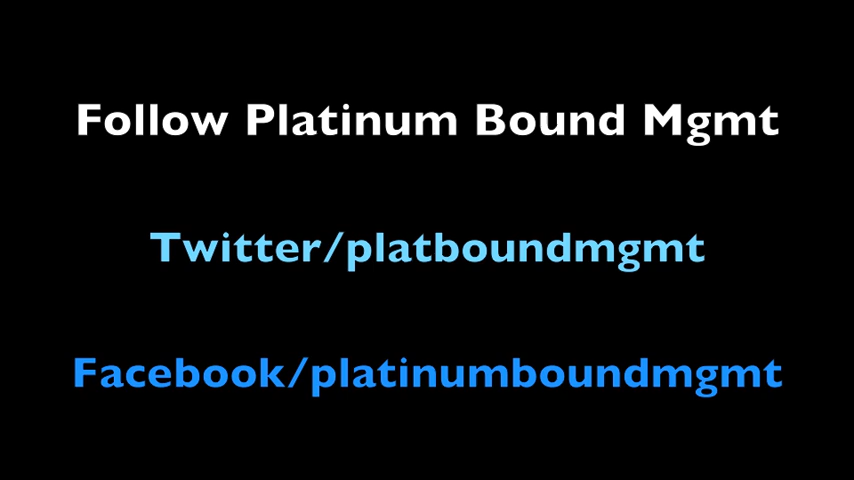 Follow Platinum Bound Mgmt
Twitter/platboundmgmt
Facebook/platinumboundmgmt